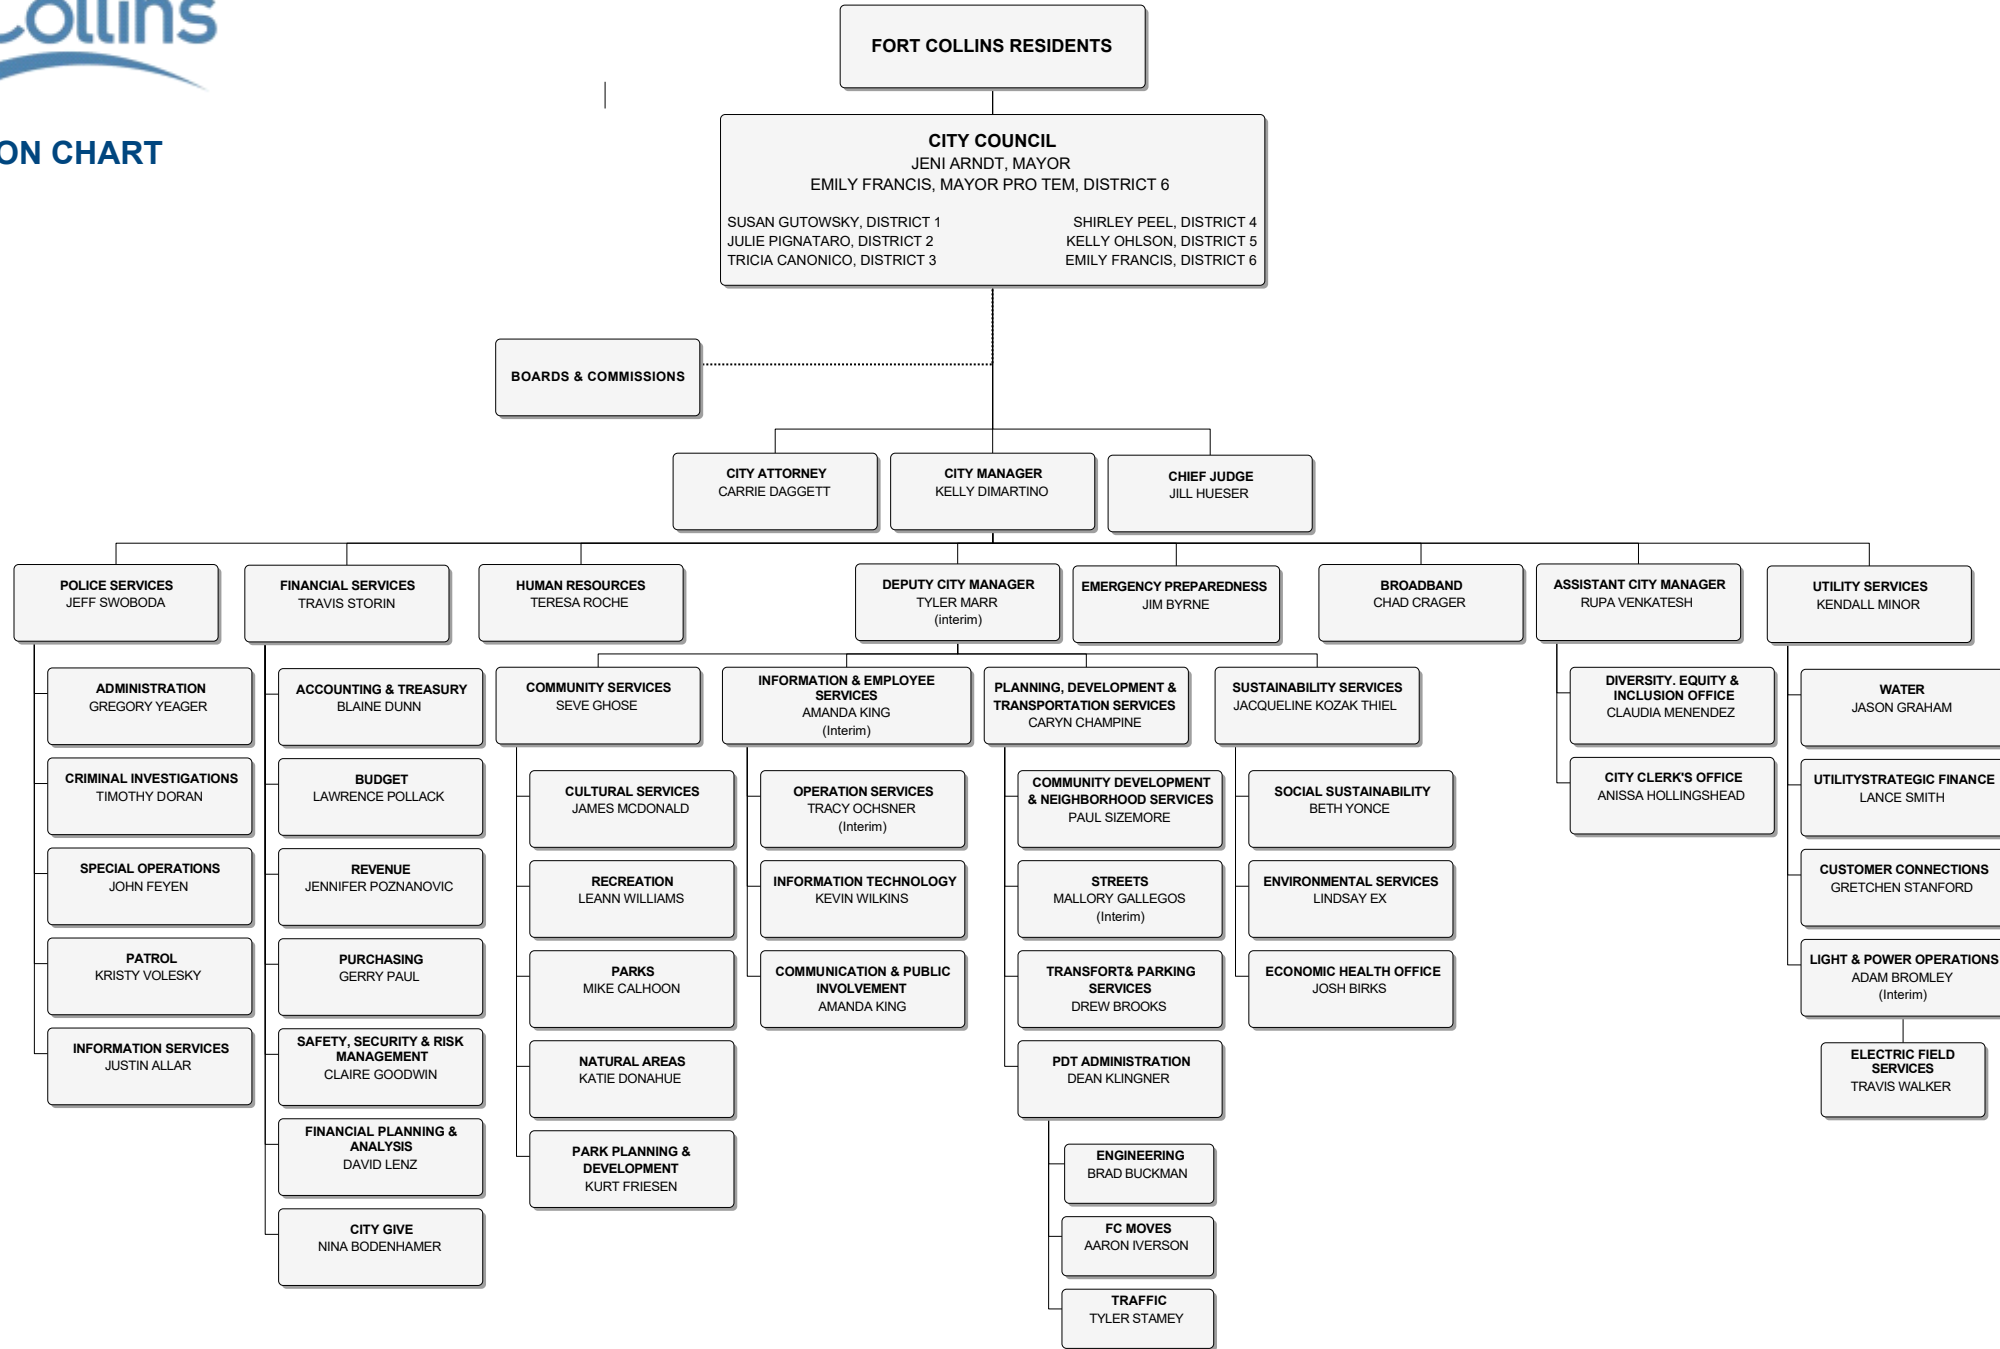 Collins
ON CHART
FORT COLLINS RESIDENTS
CITY COUNCIL
JENI ARNDT, MAYOR
EMILY FRANCIS, MAYOR PRO TEM, DISTRICT 6
SUSAN GUTOWSKY, DISTRICT 1
JULIE PIGNATARO, DISTRICT 2
TRICIA CANONICO, DISTRICT 3
SHIRLEY PEEL, DISTRICT 4
KELLY OHLSON, DISTRICT 5
EMILY FRANCIS, DISTRICT 6
BOARDS & COMMISSIONS
CITY ATTORNEY
CARRIE DAGGETT
CITY MANAGER
KELLY DIMARTINO
CHIEF JUDGE
JILL HUESER
POLICE SERVICES
JEFF SWOBODA
FINANCIAL SERVICES
TRAVIS STORIN
HUMAN RESOURCES
TERESA ROCHE
DEPUTY CITY MANAGER
TYLER MARR
(interim)
EMERGENCY PREPAREDNESS
JIM BYRNE
BROADBAND
CHAD CRAGER
ASSISTANT CITY MANAGER
RUPA VENKATESH
UTILITY SERVICES
KENDALL MINOR
ADMINISTRATION
GREGORY YEAGER
CRIMINAL INVESTIGATIONS
TIMOTHY DORAN
SPECIAL OPERATIONS
JOHN FEYEN
PATROL
KRISTY VOLESKY
INFORMATION SERVICES
JUSTIN ALLAR
ACCOUNTING & TREASURY
BLAINE DUNN
BUDGET
LAWRENCE POLLACK
REVENUE
JENNIFER POZNANOVIC
PURCHASING
GERRY PAUL
SAFETY, SECURITY & RISK
MANAGEMENT
CLAIRE GOODWIN
FINANCIAL PLANNING &
ANALYSIS
DAVID LENZ
CITY GIVE
NINA BODENHAMER
COMMUNITY SERVICES
SEVE GHOSE
CULTURAL SERVICES
JAMES MCDONALD
RECREATION
LEANN WILLIAMS
PARKS
MIKE CALHOON
NATURAL AREAS
KATIE DONAHUE
PARK PLANNING &
DEVELOPMENT
KURT FRIESEN
INFORMATION & EMPLOYEE
SERVICES
AMANDA KING
(Interim)
OPERATION SERVICES
TRACY OCHSNER
(Interim)
INFORMATION TECHNOLOGY
KEVIN WILKINS
COMMUNICATION & PUBLIC
INVOLVEMENT
AMANDA KING
PLANNING, DEVELOPMENT &
TRANSPORTATION SERVICES
CARYN CHAMPINE
COMMUNITY DEVELOPMENT
& NEIGHBORHOOD SERVICES
PAUL SIZEMORE
STREETS
MALLORY GALLEGOS
(Interim)
TRANSFORT& PARKING
SERVICES
DREW BROOKS
PDT ADMINISTRATION
DEAN KLINGNER
ENGINEERING
BRAD BUCKMAN
FC MOVES
AARON IVERSON
TRAFFIC
TYLER STAMEY
SUSTAINABILITY SERVICES
JACQUELINE KOZAK THIEL
SOCIAL SUSTAINABILITY
BETH YONCE
ENVIRONMENTAL SERVICES
LINDSAY EX
ECONOMIC HEALTH OFFICE
JOSH BIRKS
DIVERSITY. EQUITY &
INCLUSION OFFICE
CLAUDIA MENENDEZ
CITY CLERK'S OFFICE
ANISSA HOLLINGSHEAD
WATER
JASON GRAHAM
UTILITYSTRATEGIC FINANCE
LANCE SMITH
CUSTOMER CONNECTIONS
GRETCHEN STANFORD
LIGHT & POWER OPERATIONS
ADAM BROMLEY
(Interim)
ELECTRIC FIELD
SERVICES
TRAVIS WALKER